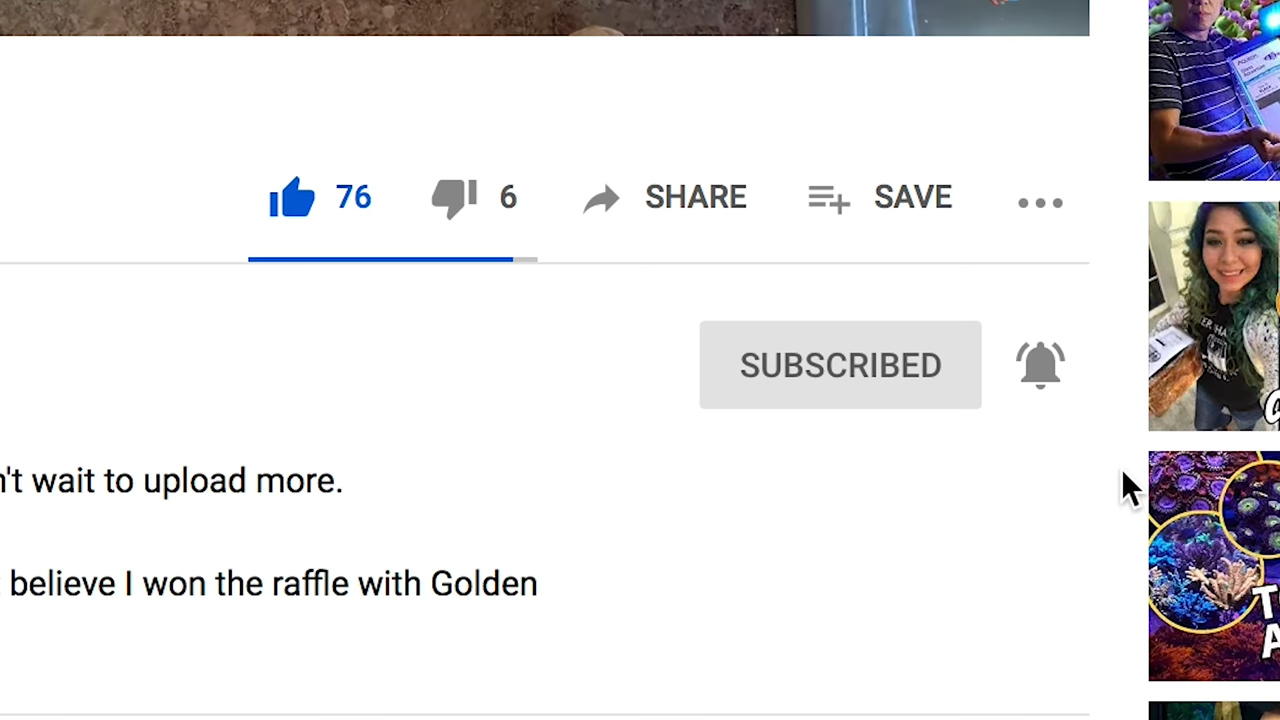 76 6 SHARE SAVE
SUBSCRIBED
n't wait to upload more.
believe I won the raffle with Golden
T
A